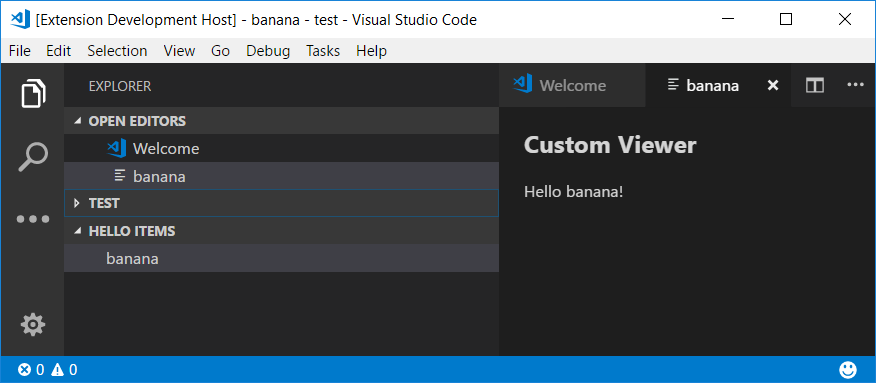 [Extension Development Host] - banana - test - Visual Studio Code
File Edit Selection View Go Debug Tasks Help
EXPLORER
OPEN EDITORS
Welcome
banana
TEST
HELLO ITEMS
banana
Welcome banana
Custom Viewer
Hello banana!
0 0